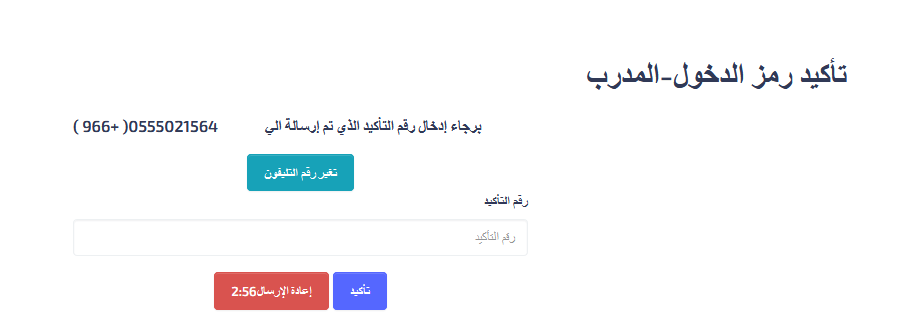 تأكيد رمز الدخول-المدرب
برجاء إدخال رقم التأكيد الذي تم إرسالة الي 0555021564( +966 )
تغير رقم التليفون
رقم التأكيد
رقم التأكيد
تأكيد
إعادة الإرسال2:56